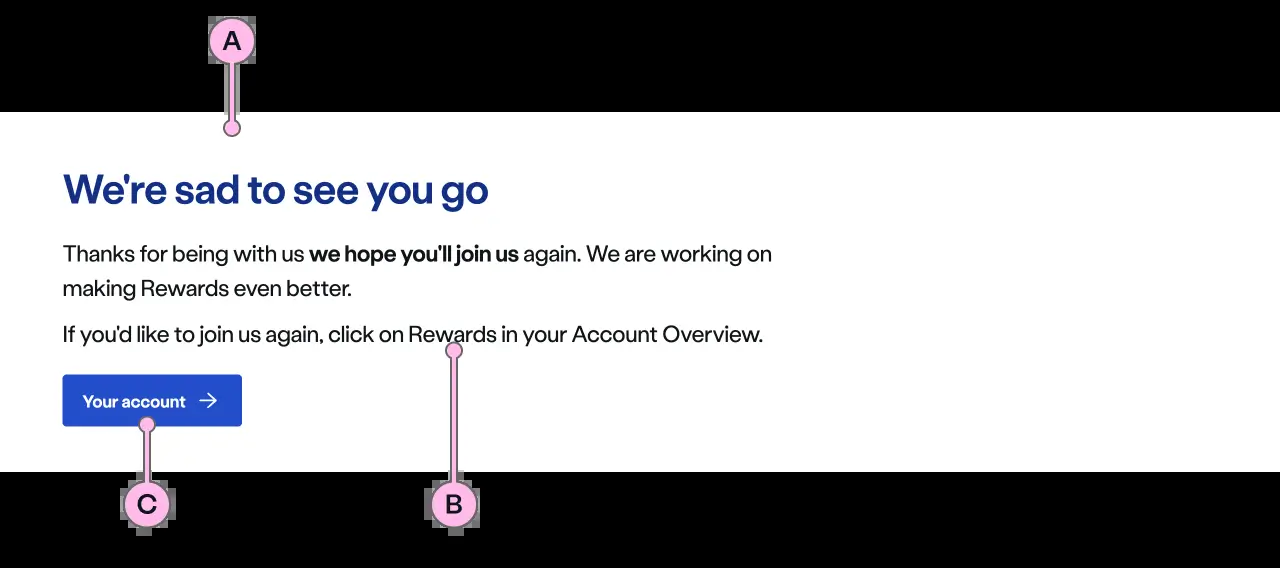 A
We're sad to see you go
Thanks for being with us we hope you'll join us again. We are working on
making Rewards even better.
If you'd like to join us again, click on Rewards in your Account Overview.
Your account →
C
B